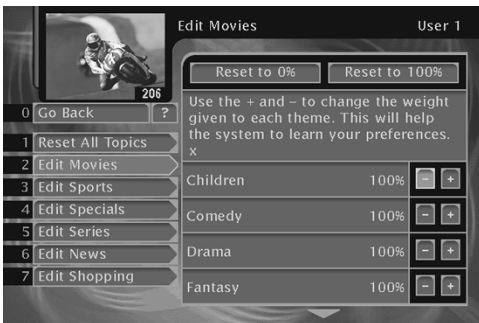 Edit Movies
User 1
206
Reset to 0%
Reset to 100%
0 Go Back ?
Use the + and – to change the weight
given to each theme. This will help
the system to learn your preferences.
x
1 Reset All Topics
2 Edit Movies
3 Edit Sports
4 Edit Specials
5 Edit Series
6 Edit News
7 Edit Shopping
Children 100% - +
Comedy 100% - +
Drama 100% - +
Fantasy 100% - +